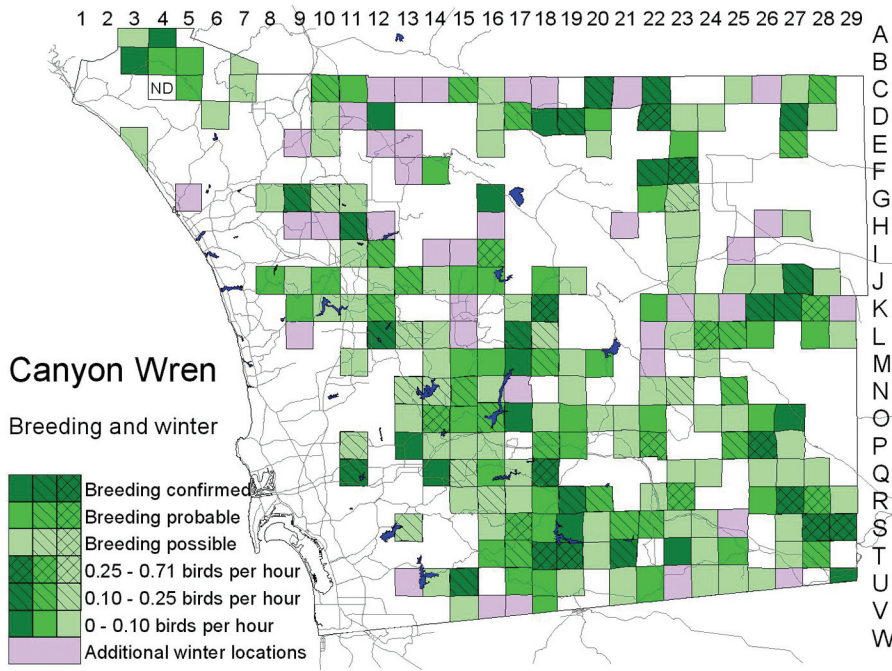 1 2 3 4 5 6 7 8 9 10 11 12 13 14 15 16 17 18 19 20 21 22 23 24 25 26 27 28 29
A
B
C
D
E
F
G
H
I
J
K
L
M
N
O
P
Q
R
S
T
U
V
W
ND
Canyon Wren
Breeding and winter
Breeding confirmed
Breeding probable
Breeding possible
0.25 - 0.71 birds per hour
0.10 - 0.25 birds per hour
0 - 0.10 birds per hour
Additional winter locations